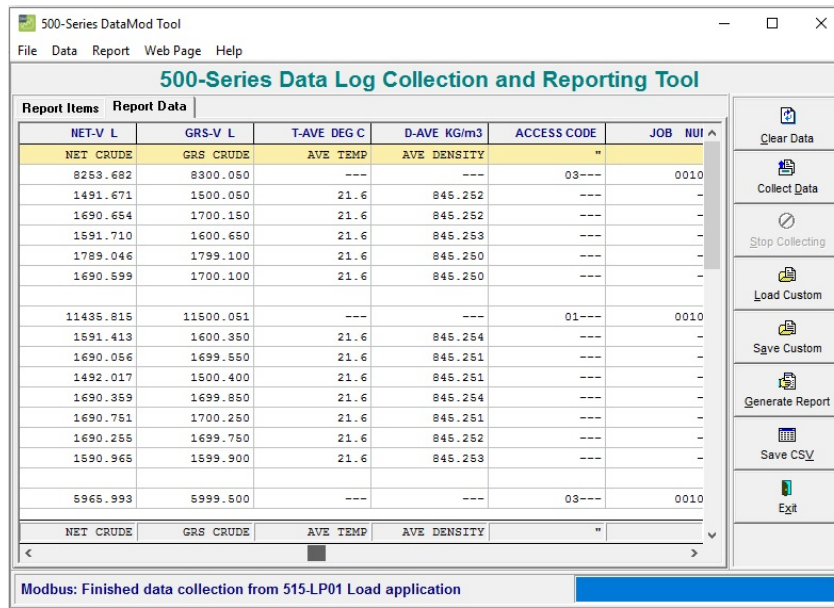 500-Series DataMod Tool
File Data Report Web Page Help
500-Series Data Log Collection and Reporting Tool
Report Items Report Data
NET-V L GRS-V L T-AVE DEG C D-AVE KG/m3 ACCESS CODE JOB NU
NET CRUDE GRS CRUDE AVE TEMP AVE DENSITY "
8253.682 8300.050 --- --- 03--- 0010
1491.671 1500.050 21.6 845.252 --- -
1690.654 1700.150 21.6 845.252 --- -
1591.710 1600.650 21.6 845.253 --- -
1789.046 1799.100 21.6 845.250 --- -
1690.599 1700.100 21.6 845.250 --- -
11435.815 11500.051 --- --- 01--- 0010
1591.413 1600.350 21.6 845.254 --- -
1690.056 1699.550 21.6 845.251 --- -
1492.017 1500.400 21.6 845.251 --- -
1690.359 1699.850 21.6 845.254 --- -
1690.751 1700.250 21.6 845.251 --- -
1690.255 1699.750 21.6 845.252 --- -
1590.965 1599.900 21.6 845.253 --- -
5965.993 5999.500 --- --- 03--- 0010
NET CRUDE GRS CRUDE AVE TEMP AVE DENSITY "
Clear Data
Collect Data
Stop Collecting
Load Custom
Save Custom
Generate Report
Save CSV
Exit
Modbus: Finished data collection from 515-LP01 Load application